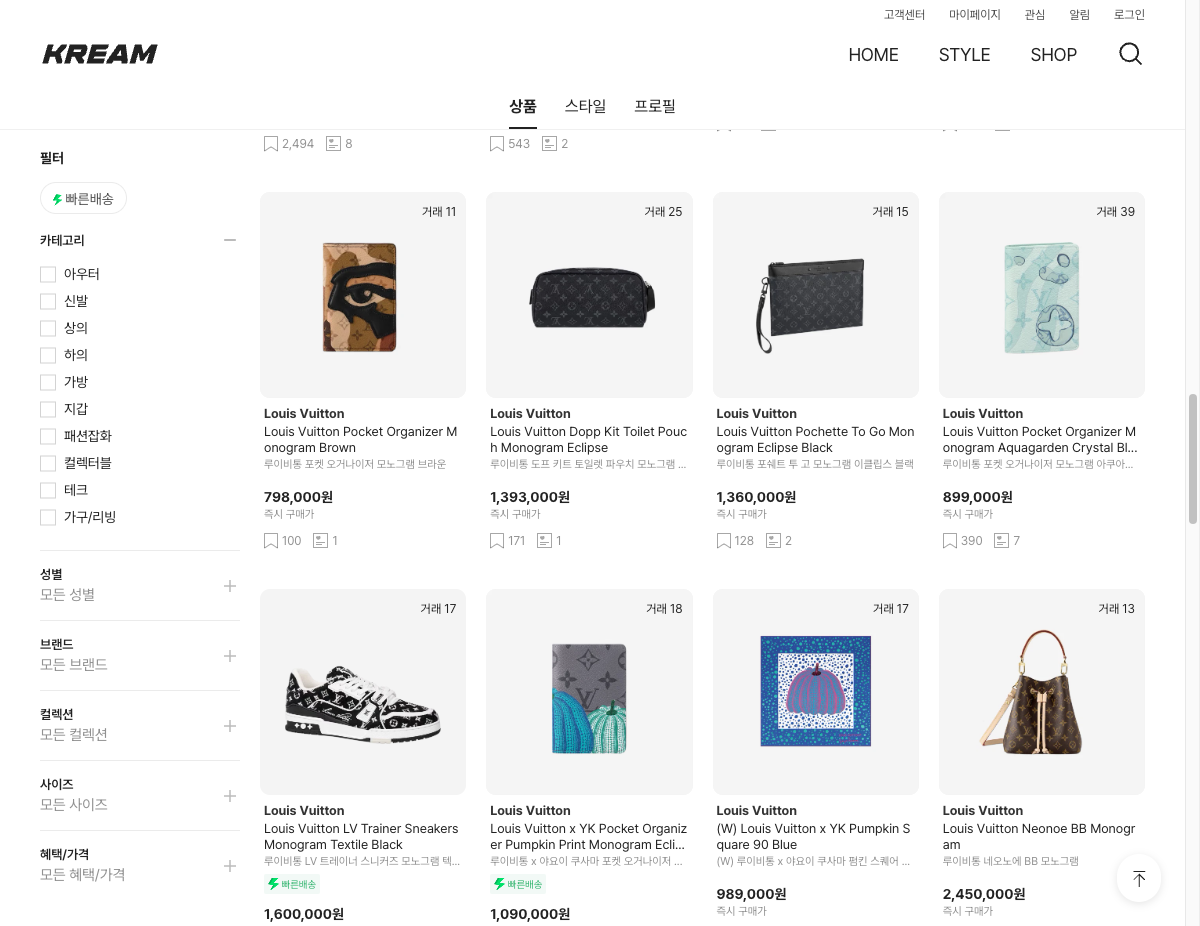 고객센터 마이페이지 관심 알림 로그인
KREAM
HOME STYLE SHOP
상품 스타일 프로필
2,494 8
543 2
필터
빠른배송
카테고리
아우터
신발
상의
하의
가방
지갑
패션잡화
컬렉터블
테크
가구/리빙
성별
모든 성별
브랜드
모든 브랜드
컬렉션
모든 컬렉션
사이즈
모든 사이즈
혜택/가격
모든 혜택/가격
거래 11
Louis Vuitton
Louis Vuitton Pocket Organizer M
onogram Brown
루이비통 포켓 오거나이저 모노그램 브라운
798,000원
즉시 구매가
100 1
거래 25
Louis Vuitton
Louis Vuitton Dopp Kit Toilet Pouc
h Monogram Eclipse
루이비통 도프 키트 토일렛 파우치 모노그램 ...
1,393,000원
즉시 구매가
171 1
거래 15
Louis Vuitton
Louis Vuitton Pochette To Go Mon
ogram Eclipse Black
루이비통 포쉐트 투 고 모노그램 이클립스 블랙
1,360,000원
즉시 구매가
128 2
거래 39
Louis Vuitton
Louis Vuitton Pocket Organizer M
onogram Aquagarden Crystal Bl...
루이비통 포켓 오거나이저 모노그램 아쿠아...
899,000원
즉시 구매가
390 7
거래 17
Louis Vuitton
Louis Vuitton LV Trainer Sneakers
Monogram Textile Black
루이비통 LV 트레이너 스니커즈 모노그램 텍...
빠른배송
1,600,000원
거래 18
Louis Vuitton
Louis Vuitton x YK Pocket Organiz
er Pumpkin Print Monogram Ecli...
루이비통 x 야요이 쿠사마 포켓 오거나이저 ...
빠른배송
1,090,000원
거래 17
Louis Vuitton
(W) Louis Vuitton x YK Pumpkin S
quare 90 Blue
(W) 루이비통 x 야요이 쿠사마 펌킨 스퀘어 ...
989,000원
즉시 구매가
거래 13
Louis Vuitton
Louis Vuitton Neonoe BB Monogr
am
루이비통 네오노에 BB 모노그램
2,450,000원
즉시 구매가